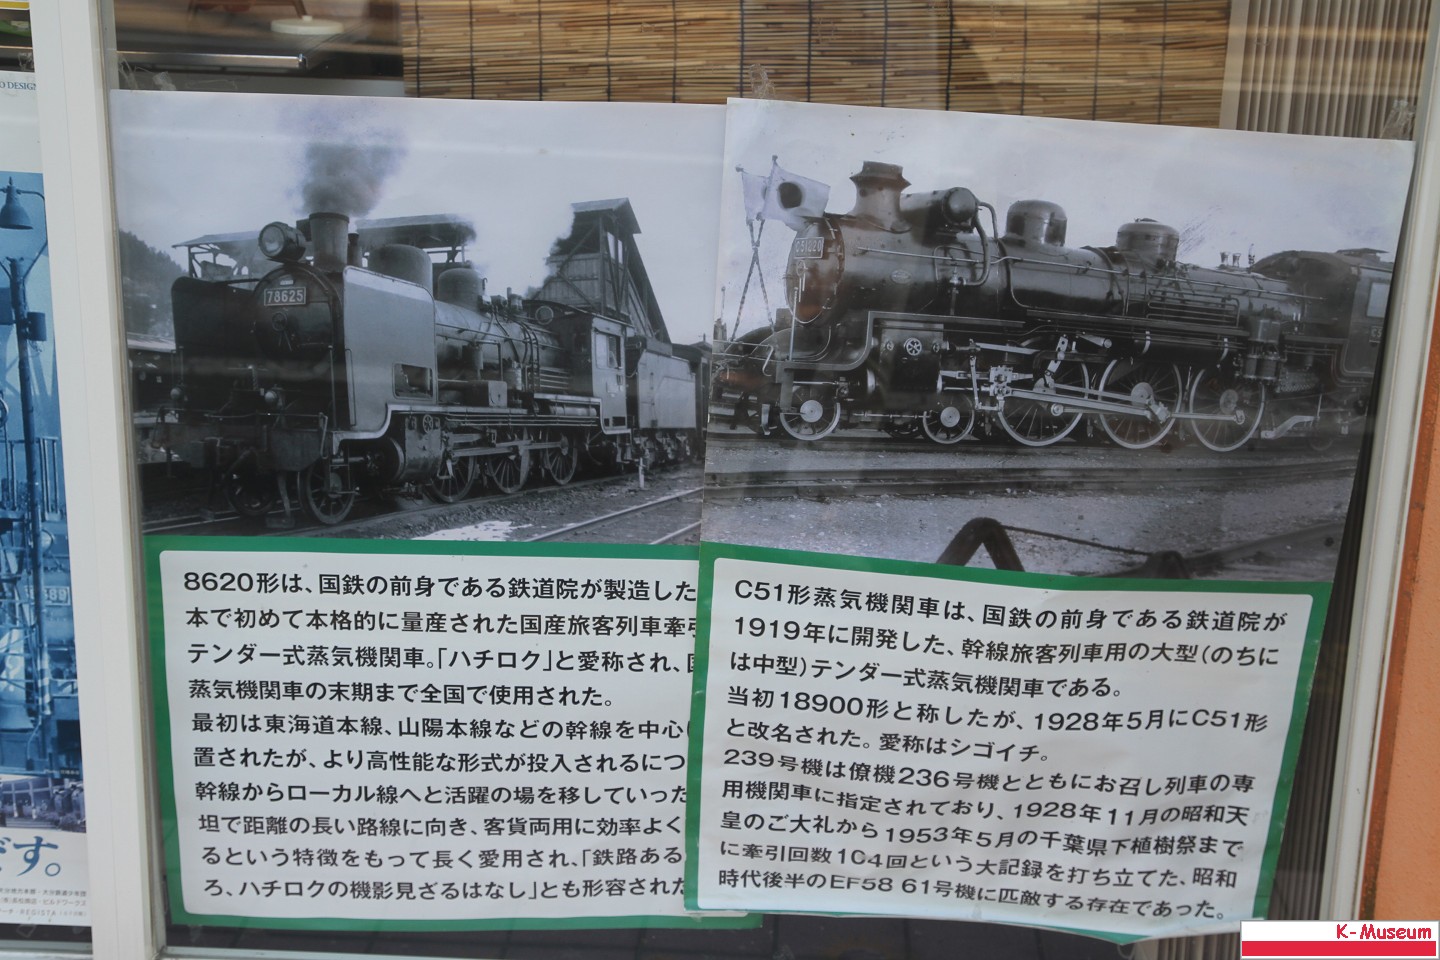 O DESIGN
78625
8620形は、国鉄の前身である鉄道院が製造した
本で初めて本格的に量産された国産旅客列車牽
テンダー式蒸気機関車。「ハチロク」と愛称され、
蒸気機関車の末期まで全国で使用された。
最初は東海道本線、山陽本線などの幹線を中心
置されたが、より高性能な形式が投入されるにつ
幹線からローカル線へと活躍の場を移していった
坦で距離の長い路線に向き、客貨両用に効率よく
るという特徴をもって長く愛用され、「鉄路ある
ろ、ハチロクの機影見ざるはなし」とも形容された
C51形蒸気機関車は、国鉄の前身である鉄道院が
1919年に開発した、幹線旅客列車用の大型(のちに
は中型)テンダー式蒸気機関車である。
当初18900形と称したが、1928年5月にC51形
と改名された。愛称はシゴイチ。
239号機は僚機236号機とともにお召し列車の専
用機関車に指定されており、1928年11月の昭和天
皇のご大礼から1953年5月の千葉県下植樹祭まで
に牽引回数104回という大記録を打ち立てた、昭和
時代後半のEF58 61号機に匹敵する存在であった。
す。
K-Museum